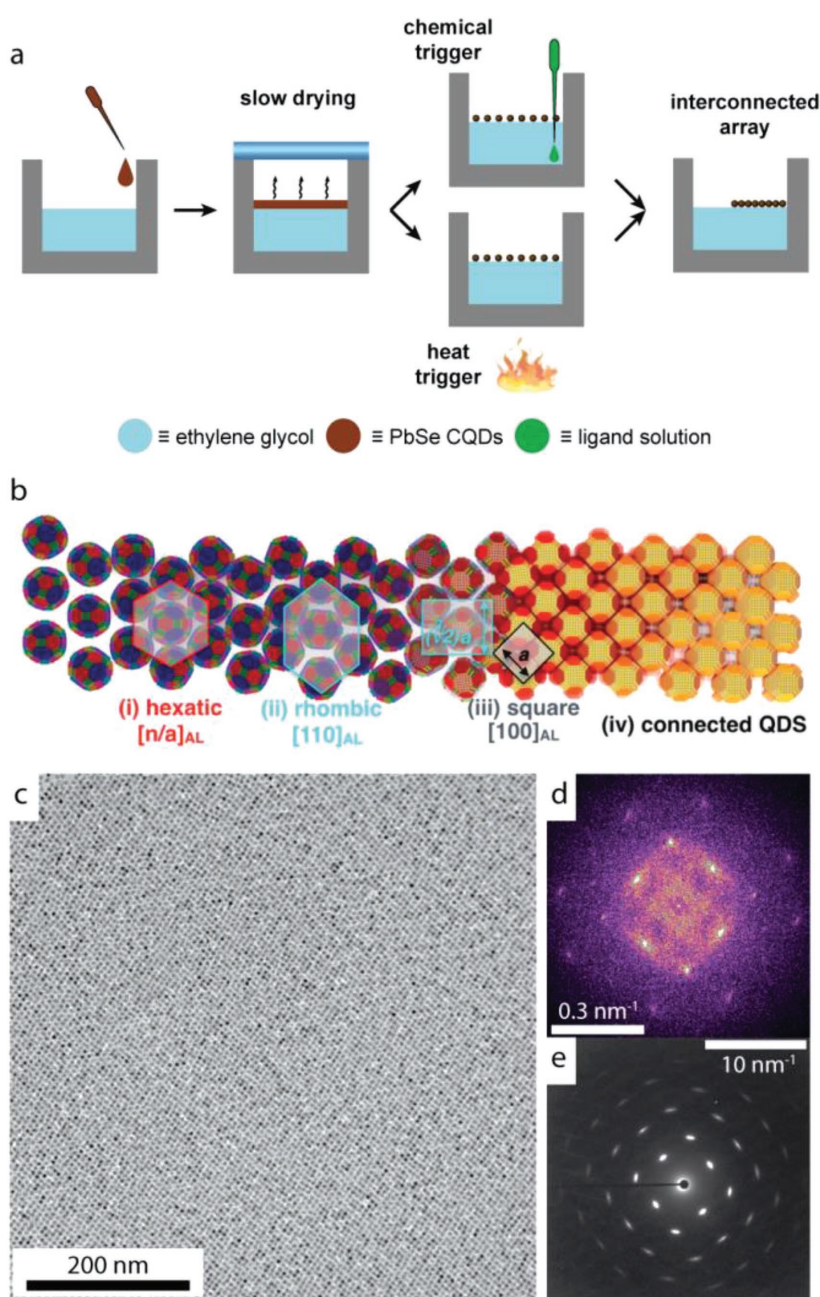 a
chemical
trigger
slow drying
interconnected
array
heat
trigger
≡ ethylene glycol
≡ PbSe CQDs
≡ ligand solution
b
a
(i) hexatic
[n/a]AL
(ii) rhombic
[110]AL
(iii) square
[100]AL
(iv) connected QDS
c
200 nm
d
0.3 nm⁻¹
10 nm⁻¹
e